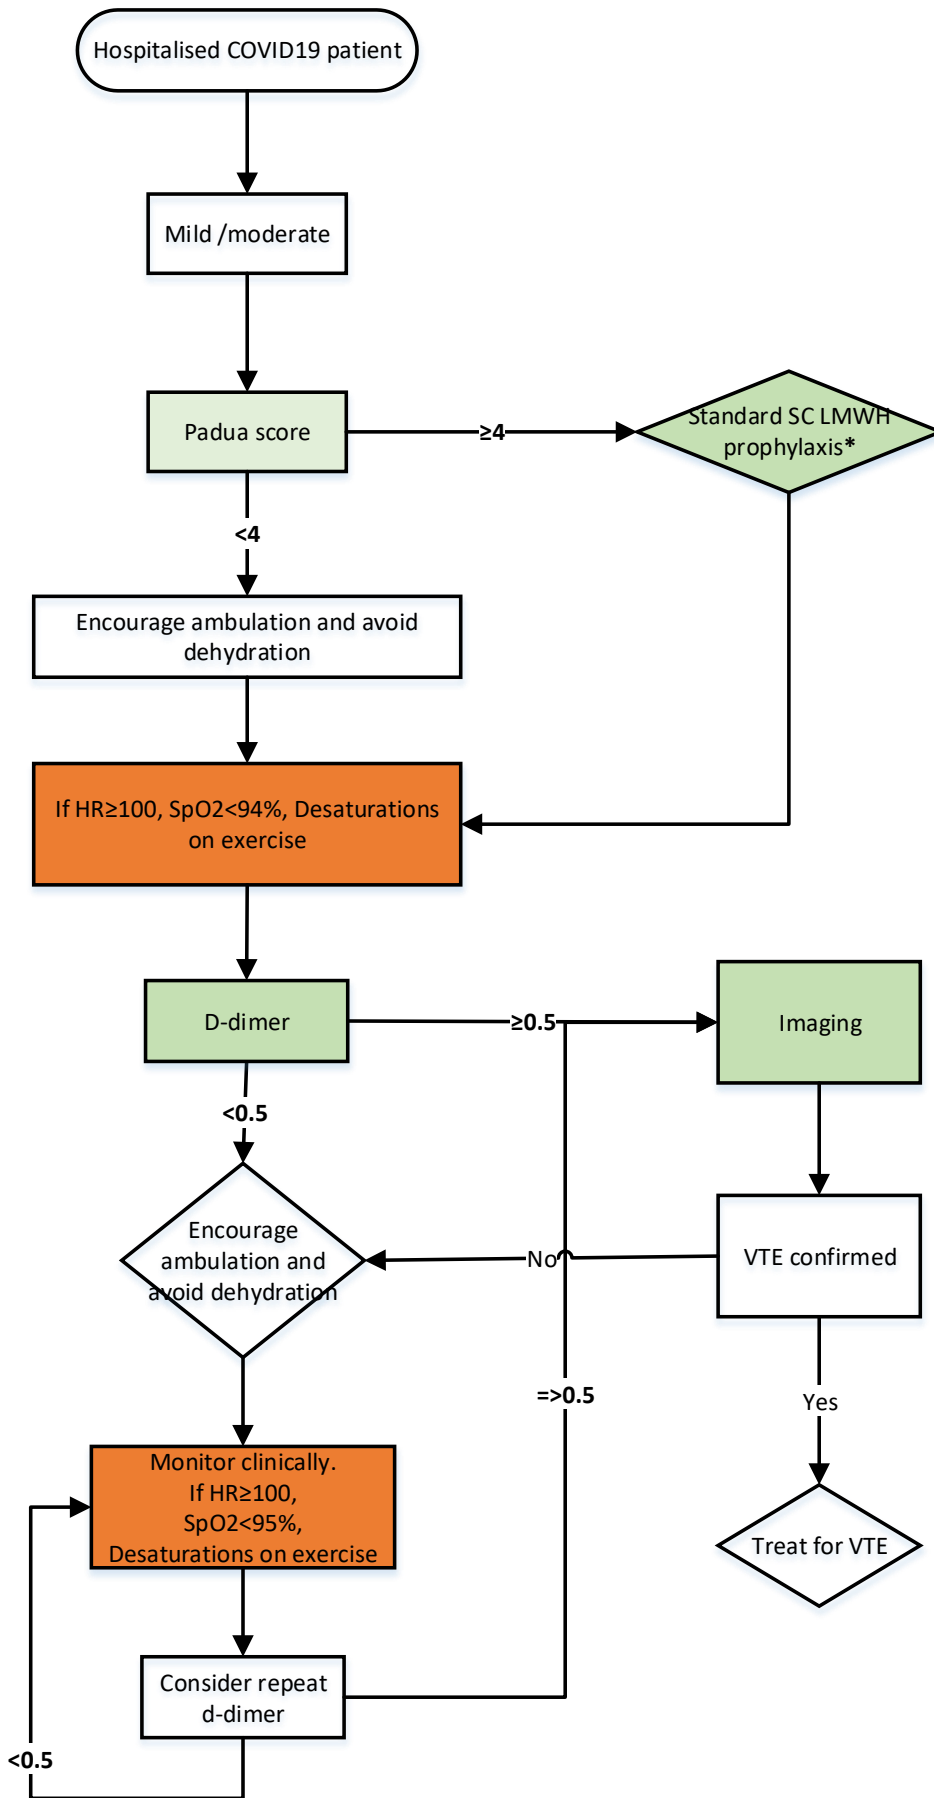 Hospitalised COVID19 patient
Mild /moderate
Padua score
≥4
Standard SC LMWH
prophylaxis*
<4
Encourage ambulation and avoid
dehydration
If HR≥100, SpO2<94%, Desaturations
on exercise
D-dimer
≥0.5
Imaging
<0.5
Encourage
ambulation and
avoid dehydration
No
VTE confirmed
=>0.5
Yes
Monitor clinically.
If HR≥100,
SpO2<95%,
Desaturations on exercise
Treat for VTE
Consider repeat
d-dimer
<0.5